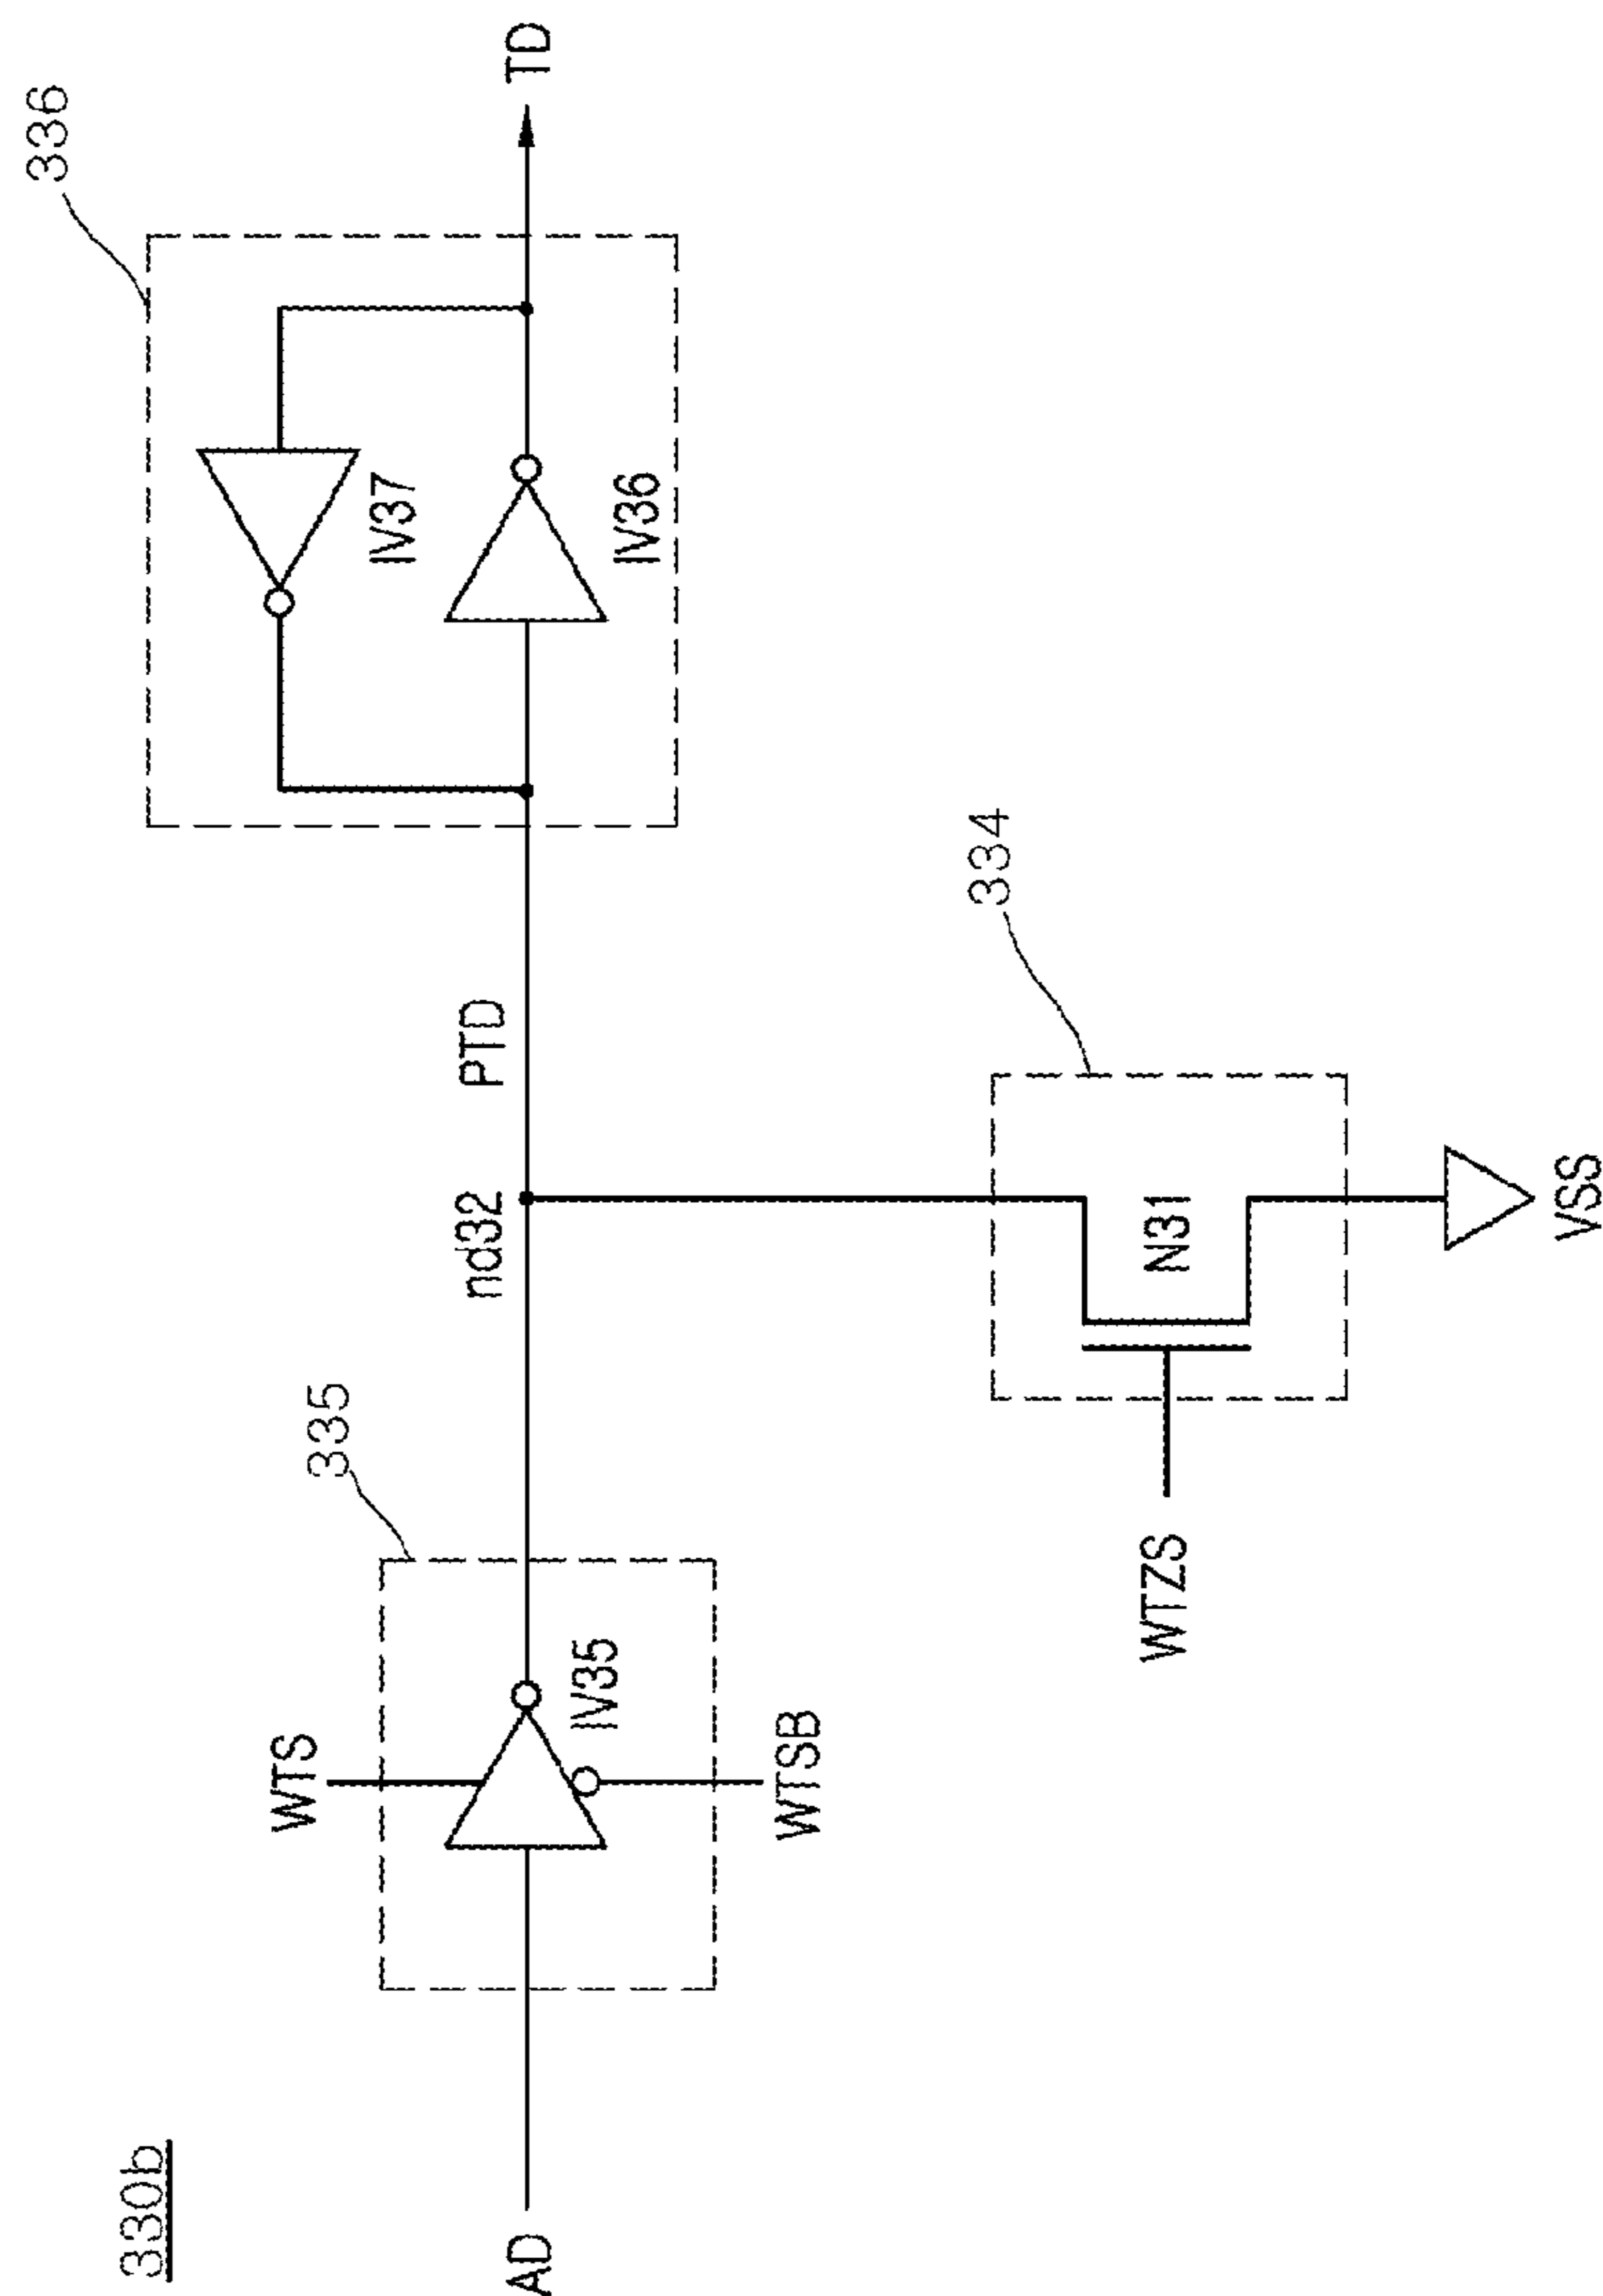 330b
336
335
WTS
IV37
nd32
PTD
AD
TD
IV35
IV36
WTSB
334
WTZS
N31
VSS